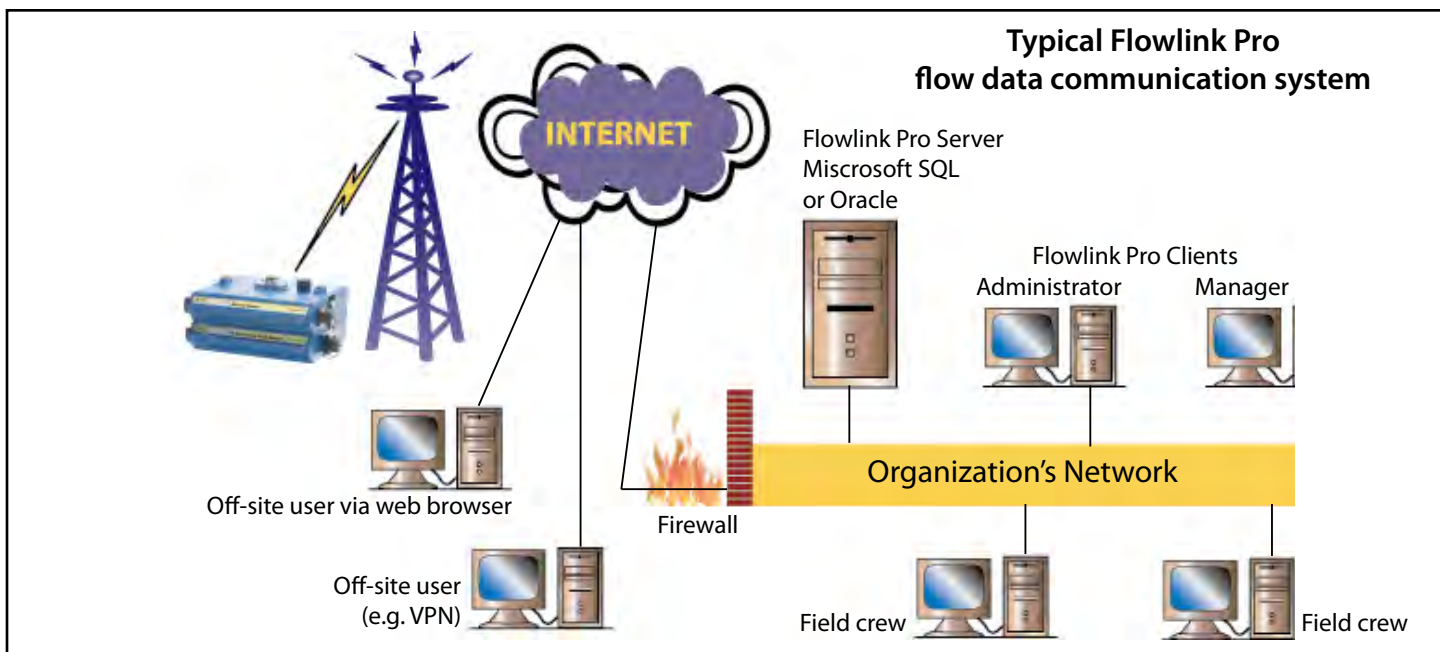 Typical Flowlink Pro
flow data communication system
INTERNET
Flowlink Pro Server
Miscrosoft SQL
or Oracle
Flowlink Pro Clients
Administrator
Manager
Organization's Network
Off-site user via web browser
Firewall
Off-site user
(e.g. VPN)
Field crew
Field crew